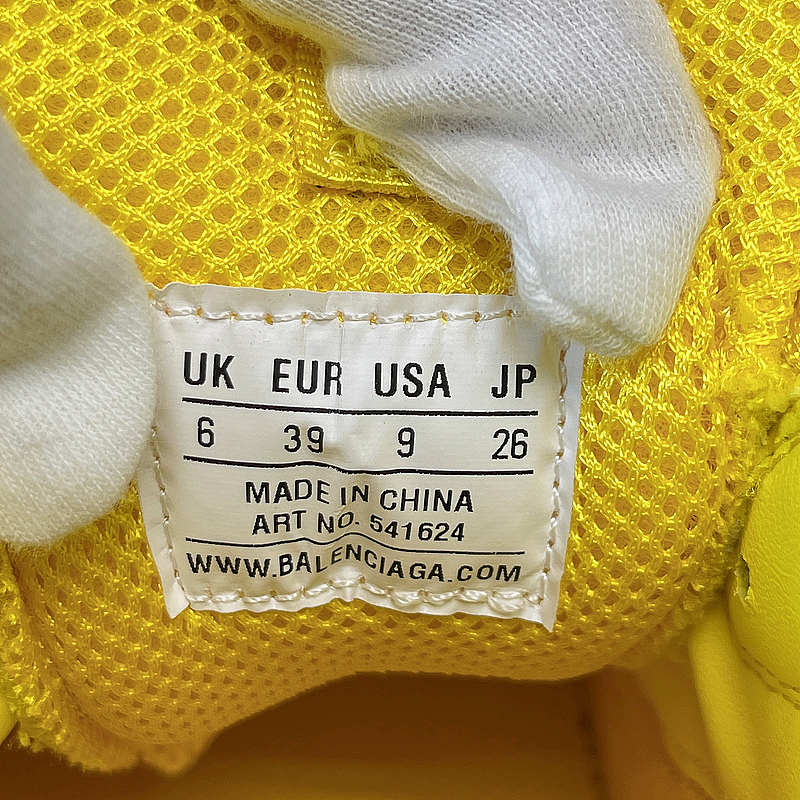 UK EUR USA JP
6 39 9 26
MADE IN CHINA
ART NO. 541624
WWW.BALENCIAGA.COM